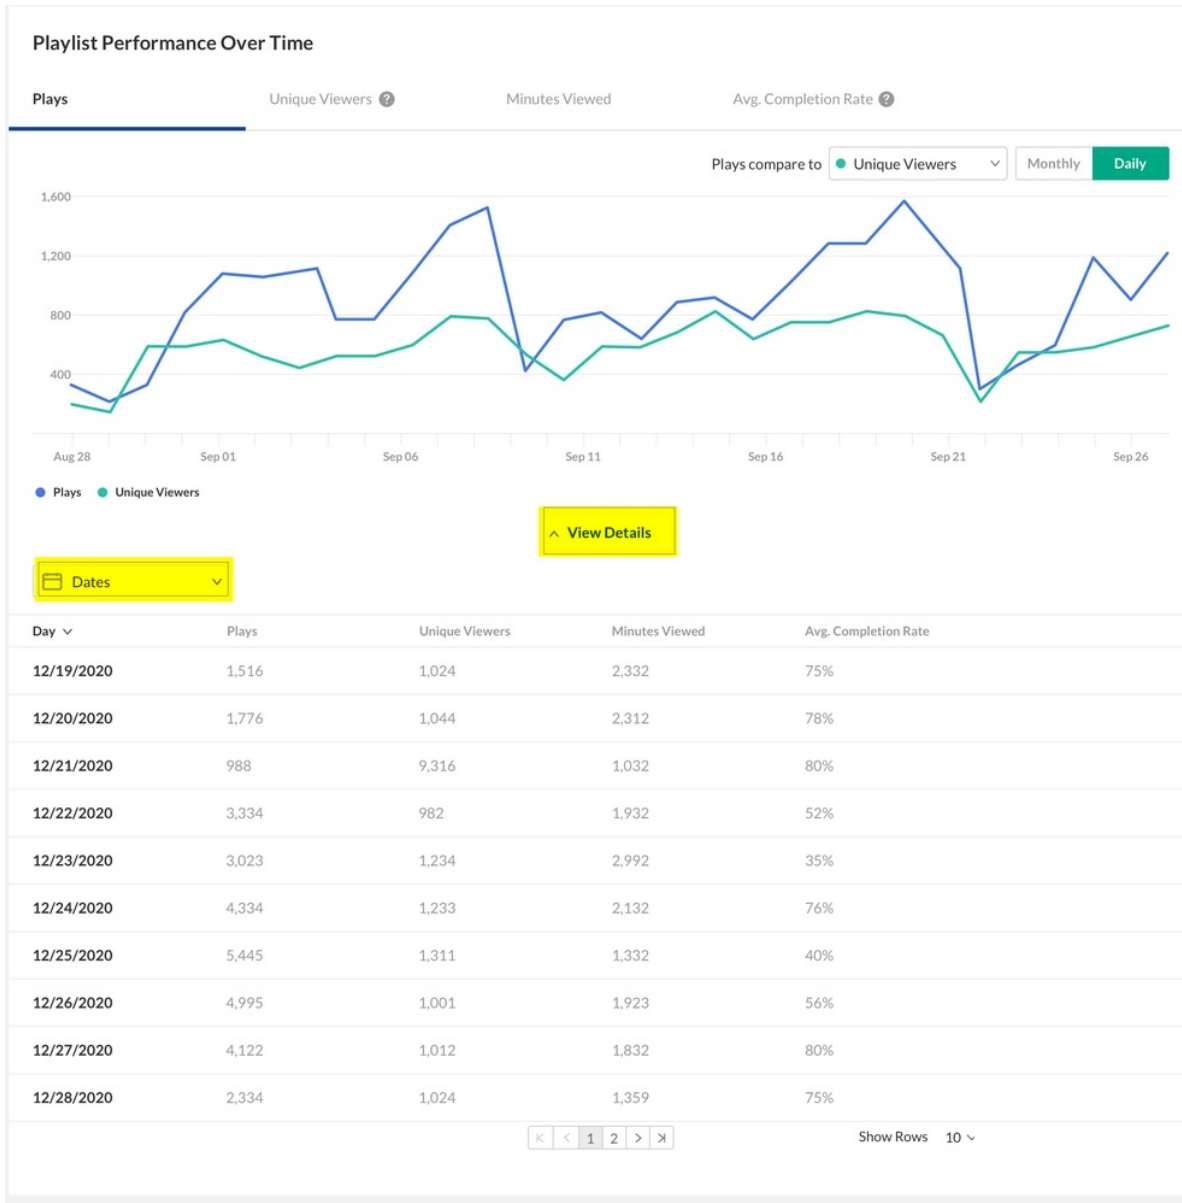 Playlist Performance Over Time
Plays Unique Viewers ? Minutes Viewed Avg. Completion Rate ?
Plays compare to Unique Viewers Monthly Daily
1,600
1,200
800
400
Aug 28 Sep 01 Sep 06 Sep 11 Sep 16 Sep 21 Sep 26
Plays Unique Viewers
View Details
Dates
Day Plays Unique Viewers Minutes Viewed Avg. Completion Rate
12/19/2020 1,516 1,024 2,332 75%
12/20/2020 1,776 1,044 2,312 78%
12/21/2020 988 9,316 1,032 80%
12/22/2020 3,334 982 1,932 52%
12/23/2020 3,023 1,234 2,992 35%
12/24/2020 4,334 1,233 2,132 76%
12/25/2020 5,445 1,311 1,332 40%
12/26/2020 4,995 1,001 1,923 56%
12/27/2020 4,122 1,012 1,832 80%
12/28/2020 2,334 1,024 1,359 75%
1 2 Show Rows 10